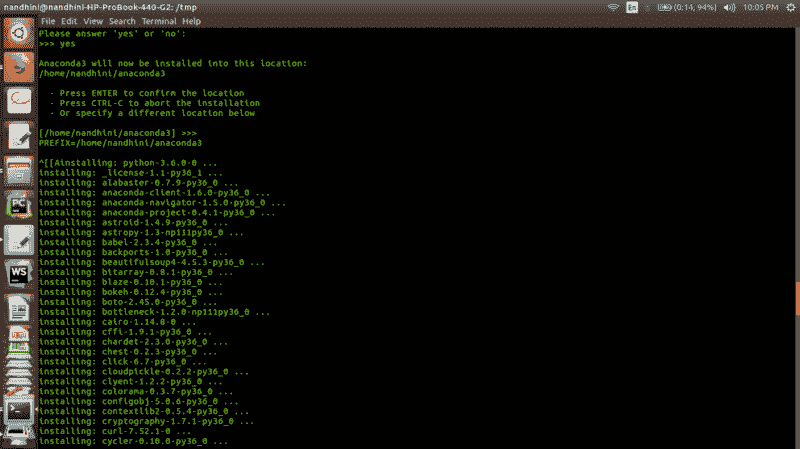 nandhini@nandhini-HP-ProBook-440-G2: /tmp
En
(0:14, 94%)
10:05 PM
File Edit View Search Terminal Help
Please answer 'yes' or 'no':
>>> yes
Anaconda3 will now be installed into this location:
/home/nandhini/anaconda3
- Press ENTER to confirm the location
- Press CTRL-C to abort the installation
- Or specify a different location below
[/home/nandhini/anaconda3] >>>
PREFIX=/home/nandhini/anaconda3
^[[Ainstalling: python-3.6.0-0 ...
installing: _license-1.1-py36_1 ...
installing: alabaster-0.7.9-py36_0 ...
installing: anaconda-client-1.6.0-py36_0 ...
installing: anaconda-navigator-1.5.0-py36_0 ...
installing: anaconda-project-0.4.1-py36_0 ...
installing: astroid-1.4.9-py36_0 ...
installing: astropy-1.3-np111py36_0 ...
installing: babel-2.3.4-py36_0 ...
installing: backports-1.0-py36_0 ...
installing: beautifulsoup4-4.5.3-py36_0 ...
installing: bitarray-0.8.1-py36_0 ...
installing: blaze-0.10.1-py36_0 ...
installing: bokeh-0.12.4-py36_0 ...
installing: boto-2.45.0-py36_0 ...
installing: bottleneck-1.2.0-np111py36_0 ...
installing: cairo-1.14.8-0 ...
installing: cffi-1.9.1-py36_0 ...
installing: chardet-2.3.0-py36_0 ...
installing: chest-0.2.3-py36_0 ...
installing: click-6.7-py36_0 ...
installing: cloudpickle-0.2.2-py36_0 ...
installing: clyent-1.2.2-py36_0 ...
installing: colorama-0.3.7-py36_0 ...
installing: configobj-5.0.6-py36_0 ...
installing: contextlib2-0.5.4-py36_0 ...
installing: cryptography-1.7.1-py36_0 ...
installing: curl-7.52.1-0 ...
installing: cycler-0.10.0-py36_0 ...
PC
WS